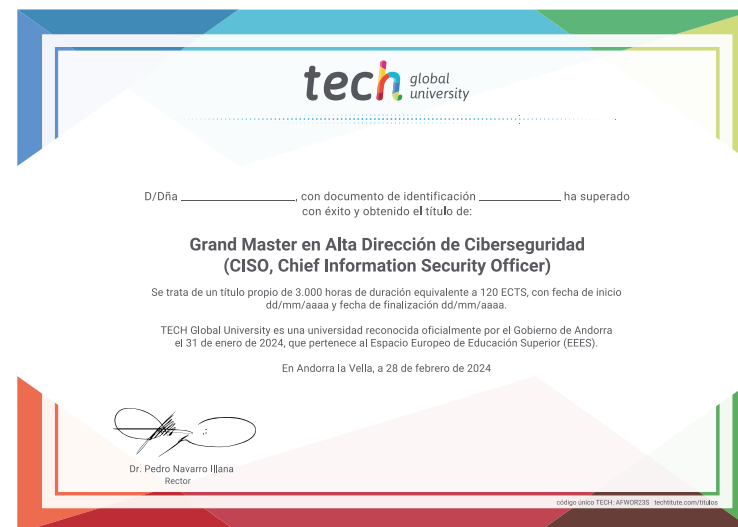 tech global university
D/Dña ____________, con documento de identificación ____________ ha superado
con éxito y obtenido el título de:
Grand Master en Alta Dirección de Ciberseguridad
(CISO, Chief Information Security Officer)
Se trata de un título propio de 3.000 horas de duración equivalente a 120 ECTS, con fecha de inicio
dd/mm/aaaa y fecha de finalización dd/mm/aaaa.
TECH Global University es una universidad reconocida oficialmente por el Gobierno de Andorra
el 31 de enero de 2024, que pertenece al Espacio Europeo de Educación Superior (EEES).
En Andorra la Vella, a 28 de febrero de 2024
Dr. Pedro Navarro Illana
Rector
código único TECH: AFWOR23S techtitute.com/titulos